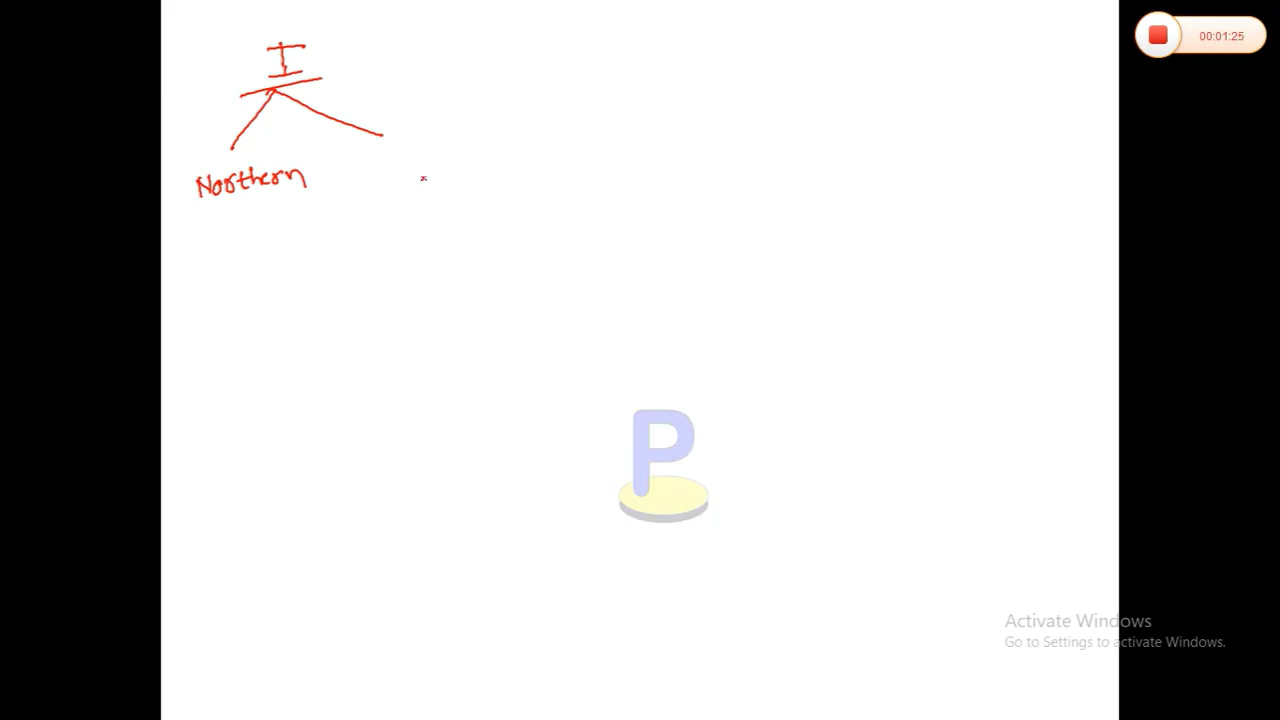 I
Northern
P
00:01:25
Activate Windows
Go to Settings to activate Windows.